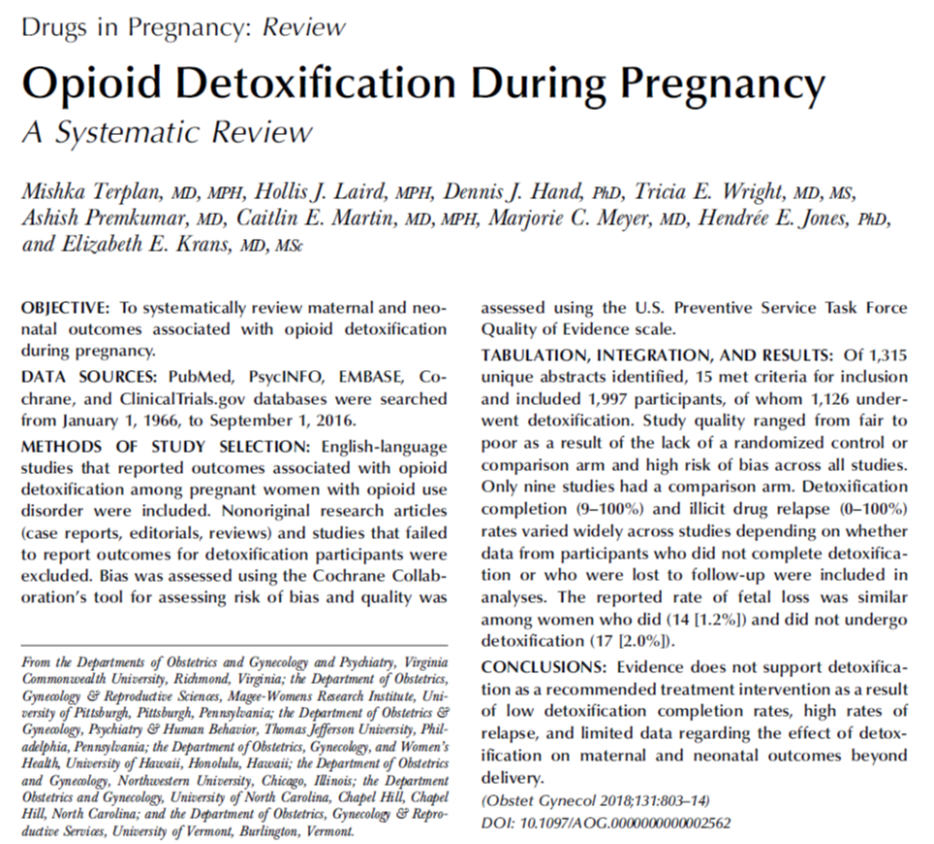 Drugs in Pregnancy: Review
Opioid Detoxification During Pregnancy
A Systematic Review
Mishka Terplan, MD, MPH, Hollis J. Laird, MPH, Dennis J. Hand, PhD, Tricia E. Wright, MD, MS,
Ashish Premkumar, MD, Caitlin E. Martin, MD, MPH, Marjorie C. Meyer, MD, Hendrée E. Jones, PhD,
and Elizabeth E. Krans, MD, MSc
OBJECTIVE: To systematically review maternal and neo-
natal outcomes associated with opioid detoxification
during pregnancy.
DATA SOURCES: PubMed, PsycINFO, EMBASE, Co-
chrane, and ClinicalTrials.gov databases were searched
from January 1, 1966, to September 1, 2016.
METHODS OF STUDY SELECTION: English-language
studies that reported outcomes associated with opioid
detoxification among pregnant women with opioid use
disorder were included. Nonoriginal research articles
(case reports, editorials, reviews) and studies that failed
to report outcomes for detoxification participants were
excluded. Bias was assessed using the Cochrane Collab-
oration's tool for assessing risk of bias and quality was
From the Departments of Obstetrics and Gynecology and Psychiatry, Virginia
Commonwealth University, Richmond, Virginia; the Department of Obstetrics,
Gynecology & Reproductive Sciences, Magee-Womens Research Institute, Uni-
versity of Pittsburgh, Pittsburgh, Pennsylvania; the Department of Obstetrics &
Gynecology, Psychiatry & Human Behavior, Thomas Jefferson University, Phil-
adelphia, Pennsylvania; the Department of Obstetrics, Gynecology, and Women's
Health, University of Hawaii, Honolulu, Hawaii; the Department of Obstetrics
and Gynecology, Northwestern University, Chicago, Illinois; the Department
Obstetrics and Gynecology, University of North Carolina, Chapel Hill, Chapel
Hill, North Carolina; and the Department of Obstetrics, Gynecology & Repro-
ductive Services, University of Vermont, Burlington, Vermont.
assessed using the U.S. Preventive Service Task Force
Quality of Evidence scale.
TABULATION, INTEGRATION, AND RESULTS: Of 1,315
unique abstracts identified, 15 met criteria for inclusion
and included 1,997 participants, of whom 1,126 under-
went detoxification. Study quality ranged from fair to
poor as a result of the lack of a randomized control or
comparison arm and high risk of bias across all studies.
Only nine studies had a comparison arm. Detoxification
completion (9–100%) and illicit drug relapse (0–100%)
rates varied widely across studies depending on whether
data from participants who did not complete detoxifica-
tion or who were lost to follow-up were included in
analyses. The reported rate of fetal loss was similar
among women who did (14 [1.2%]) and did not undergo
detoxification (17 [2.0%]).
CONCLUSIONS: Evidence does not support detoxifica-
tion as a recommended treatment intervention as a result
of low detoxification completion rates, high rates of
relapse, and limited data regarding the effect of detox-
ification on maternal and neonatal outcomes beyond
delivery.
(Obstet Gynecol 2018;131:803–14)
DOI: 10.1097/AOG.0000000000002562